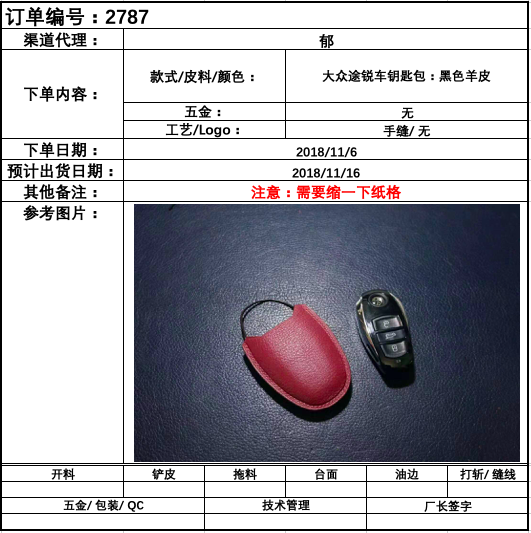 订单编号：2787
渠道代理： 郁
下单内容：
款式/皮料/颜色： 大众途锐车钥匙包：黑色羊皮
五金： 无
工艺/Logo： 手缝/ 无
下单日期： 2018/11/6
预计出货日期： 2018/11/16
其他备注： 注意：需要缩一下纸格
参考图片：
开料 铲皮 拖料 台面 油边 打斩/ 缝线
五金/ 包装/ QC 技术管理 厂长签字